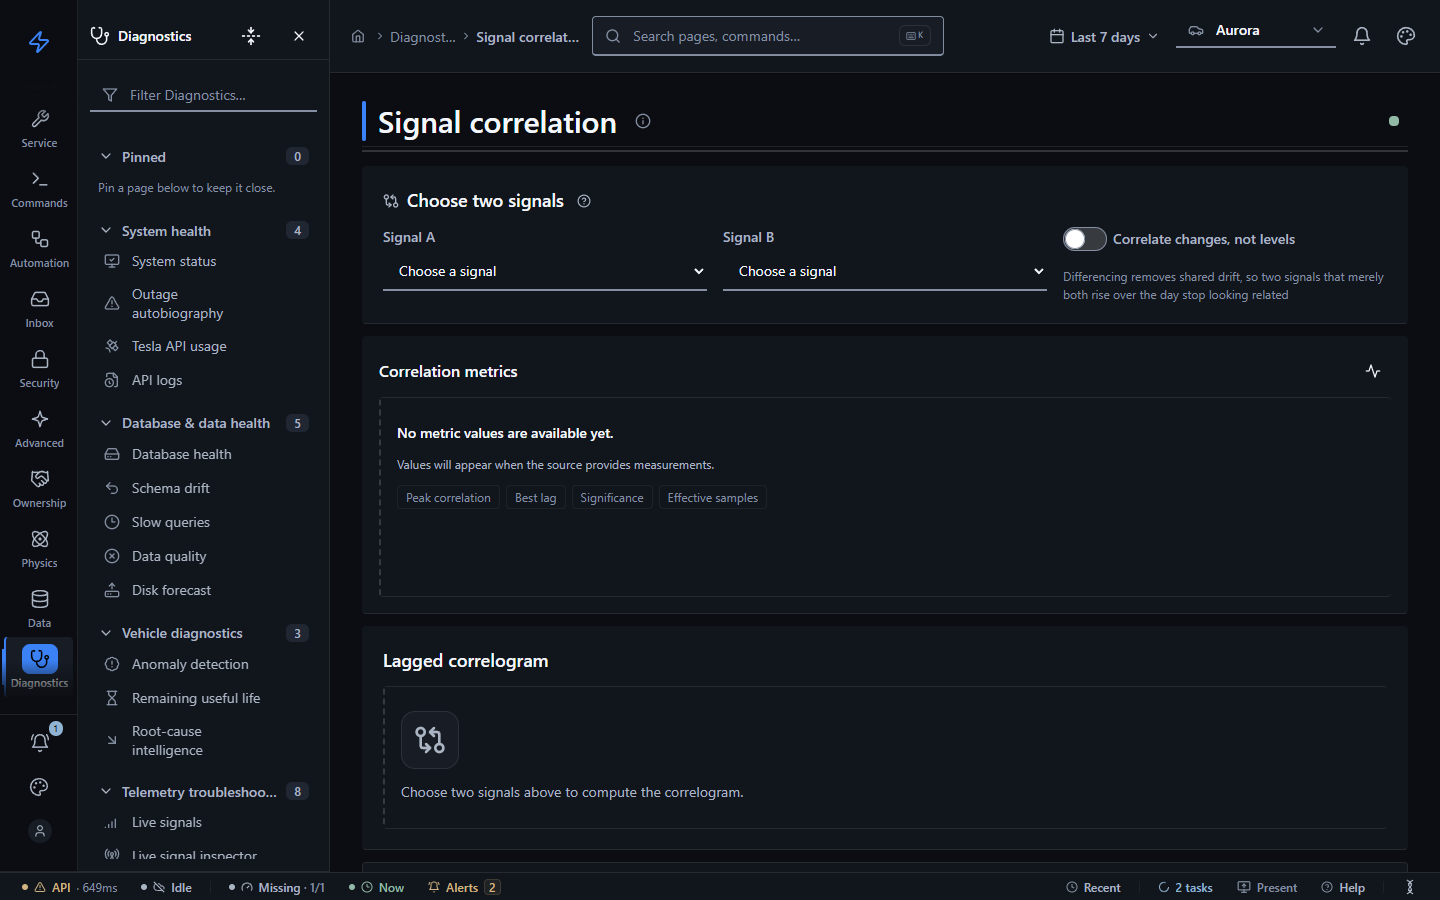 Service
Commands
Automation
Inbox
Security
Advanced
Ownership
Physics
Data
Diagnostics
1
Diagnostics
Filter Diagnostics...
Pinned 0
Pin a page below to keep it close.
System health 4
System status
Outage
autobiography
Tesla API usage
API logs
Database & data health 5
Database health
Schema drift
Slow queries
Data quality
Disk forecast
Vehicle diagnostics 3
Anomaly detection
Remaining useful life
Root-cause
intelligence
Telemetry troubleshoo... 8
Live signals
Live signal inspector
Diagnost... Signal correlat...
Search pages, commands... K
Last 7 days
Aurora
Signal correlation
Choose two signals
Signal A
Choose a signal
Signal B
Choose a signal
Correlate changes, not levels
Differencing removes shared drift, so two signals that merely
both rise over the day stop looking related
Correlation metrics
No metric values are available yet.
Values will appear when the source provides measurements.
Peak correlation Best lag Significance Effective samples
Lagged correlogram
Choose two signals above to compute the correlogram.
API · 649ms Idle Missing · 1/1 Now Alerts 2 Recent 2 tasks Present Help